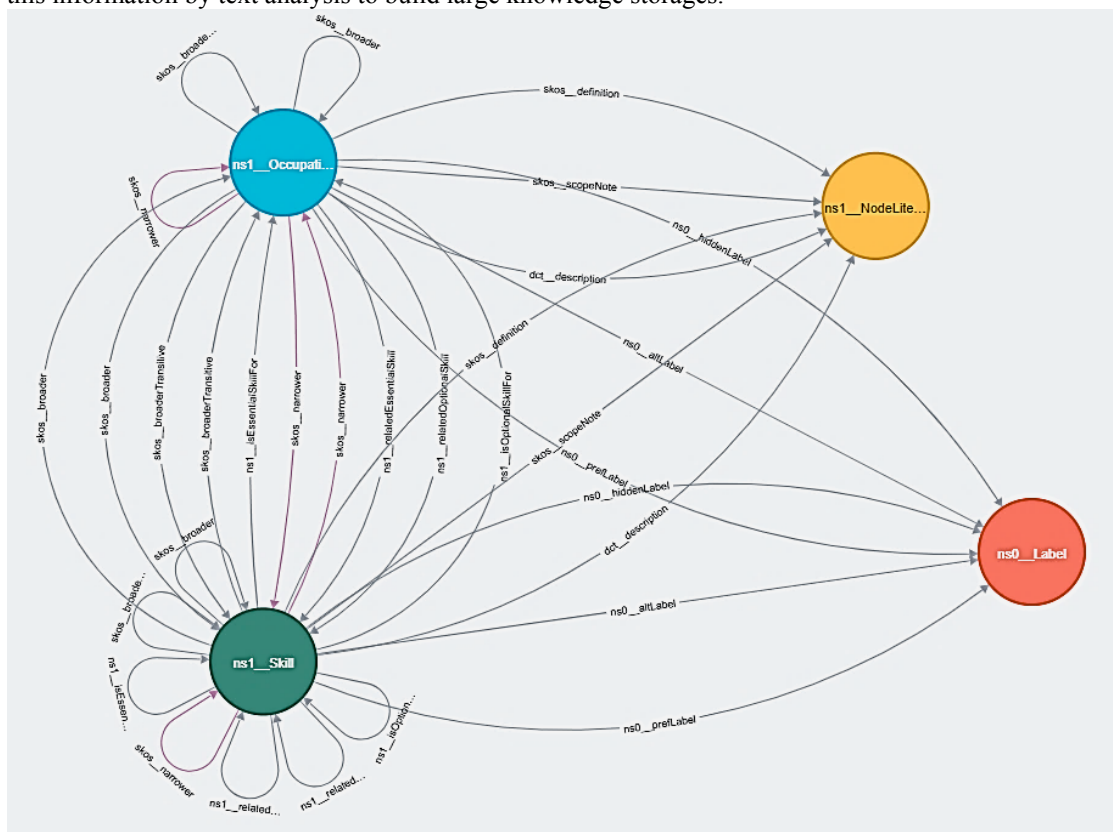 this information by text analysis to build large knowledge storages.
skos__broade...
skos__broader
skos__definition
ns1__Occupati...
skos__scopeNote
ns1__NodeLite...
skos__narrower
ns0__hiddenLabel
dct__description
skos__definition
ns0__altLabel
skos__broader
skos__broader
skos__broaderTransitive
skos__broaderTransitive
ns1__isEssentialSkillFor
skos__narrower
skos__narrower
ns1__relatedEssentialSkill
ns1__relatedOptionalSkill
ns1__isOptionalSkillFor
skos__scopeNote
ns0__prefLabel
ns0__hiddenLabel
dct__description
ns0__Label
skos__broader
skos__broade...
ns0__altLabel
ns1__Skill
ns1__isEssen...
ns1__isOption...
ns0__prefLabel
skos__narrower
ns1__related...
ns1__related...